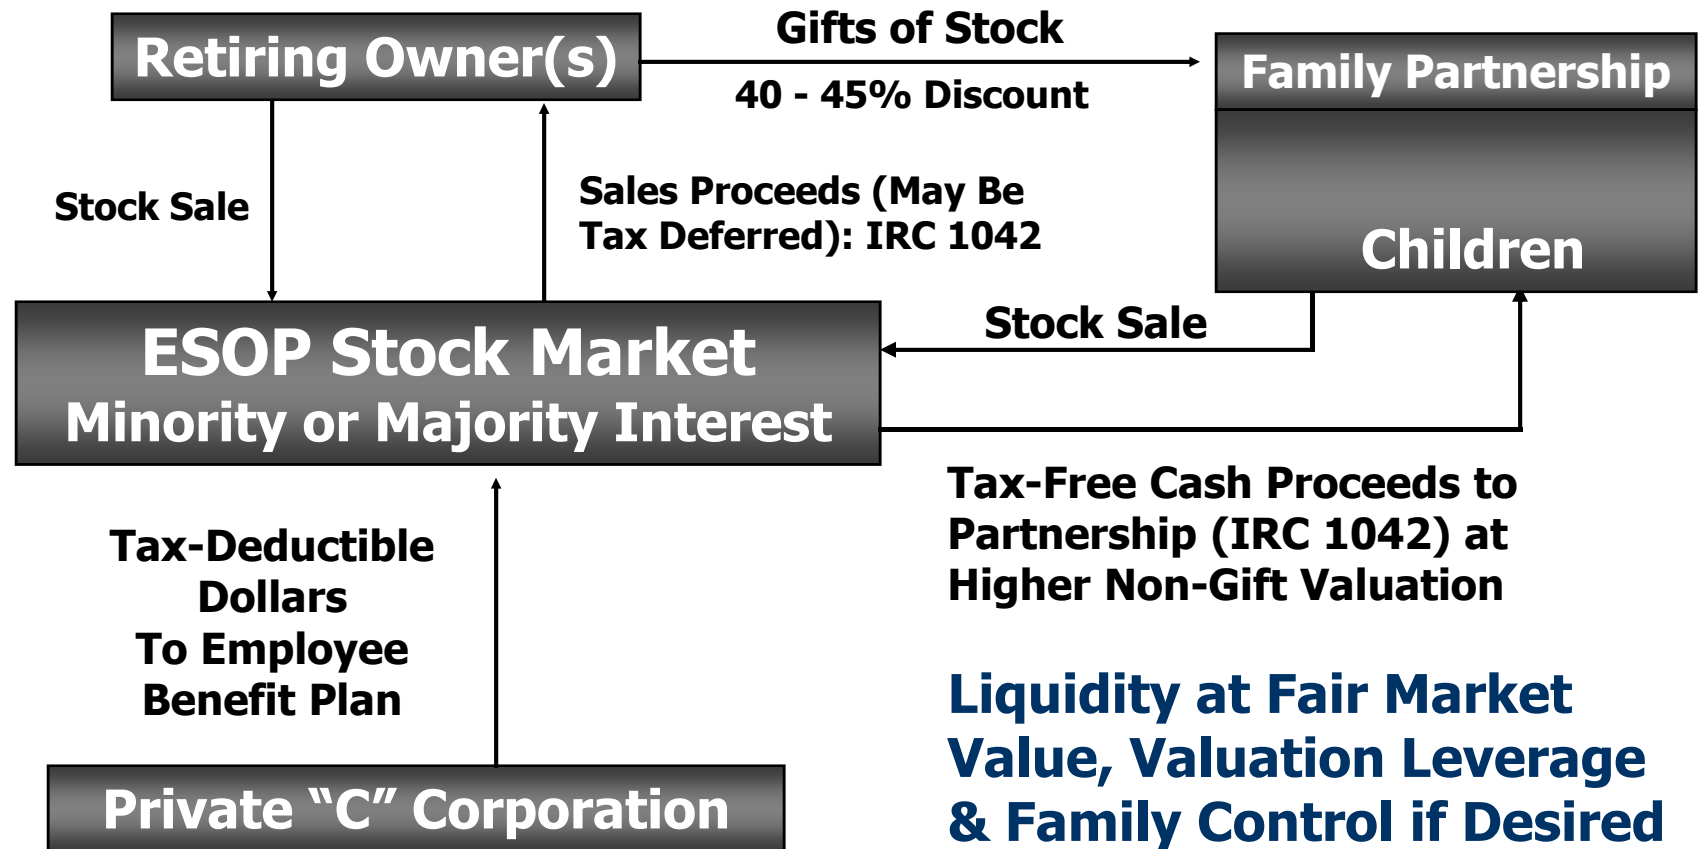 Retiring Owner(s)
Gifts of Stock
40 - 45% Discount
Family Partnership
Children
Stock Sale
Sales Proceeds (May Be
Tax Deferred): IRC 1042
Stock Sale
ESOP Stock Market
Minority or Majority Interest
Tax-Free Cash Proceeds to
Partnership (IRC 1042) at
Higher Non-Gift Valuation
Tax-Deductible
Dollars
To Employee
Benefit Plan
Private “C” Corporation
Liquidity at Fair Market
Value, Valuation Leverage
& Family Control if Desired